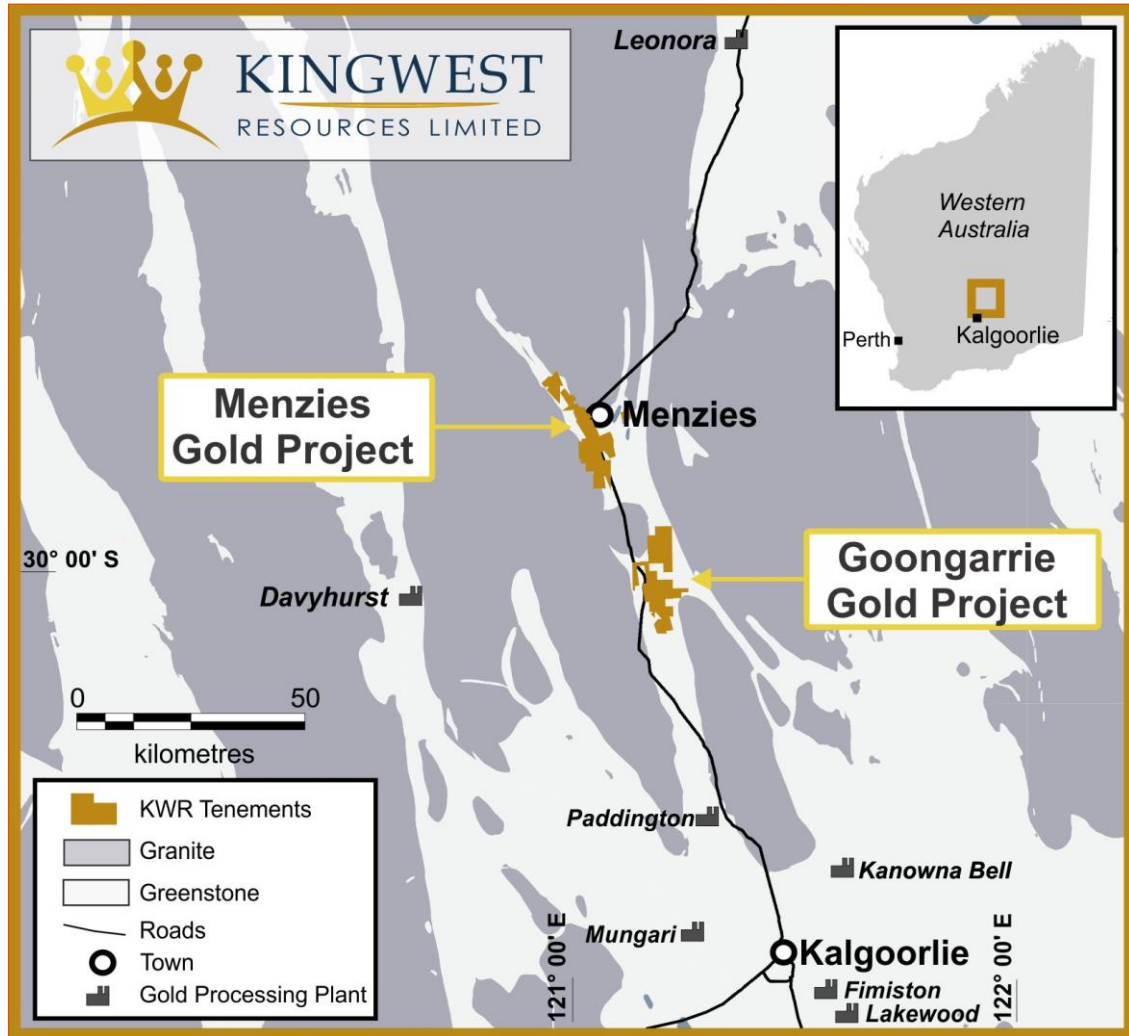 Leonora
KINGWEST
RESOURCES LIMITED
Western
Australia
Perth
Kalgoorlie
Menzies
Gold Project
Menzies
30° 00' S
Davyhurst
Goongarrie
Gold Project
0 50
kilometres
KWR Tenements
Granite
Greenstone
Roads
Town
Gold Processing Plant
Paddington
Kanowna Bell
Mungari
121° 00' E
Kalgoorlie
122° 00' E
Fimiston
Lakewood